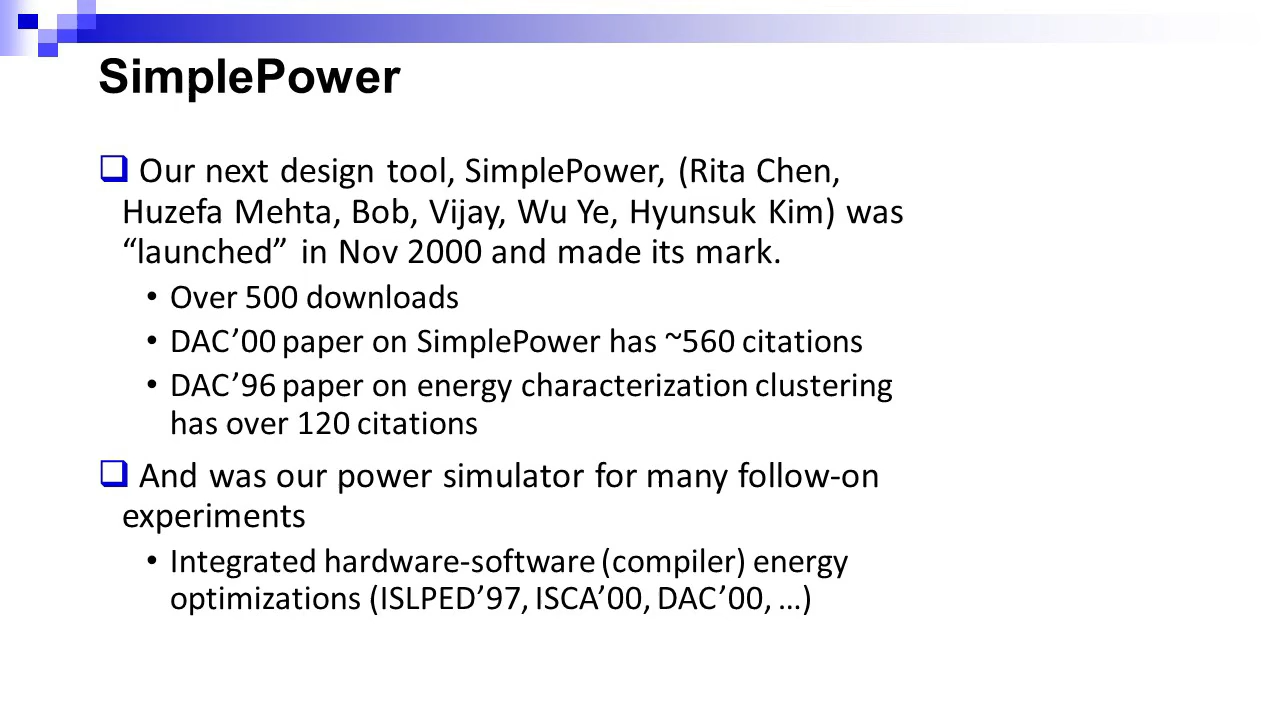 SimplePower
❑ Our next design tool, SimplePower, (Rita Chen,
Huzefa Mehta, Bob, Vijay, Wu Ye, Hyunsuk Kim) was
“launched” in Nov 2000 and made its mark.
• Over 500 downloads
• DAC’00 paper on SimplePower has ~560 citations
• DAC’96 paper on energy characterization clustering
has over 120 citations
❑ And was our power simulator for many follow-on
experiments
• Integrated hardware-software (compiler) energy
optimizations (ISLPED’97, ISCA’00, DAC’00, …)